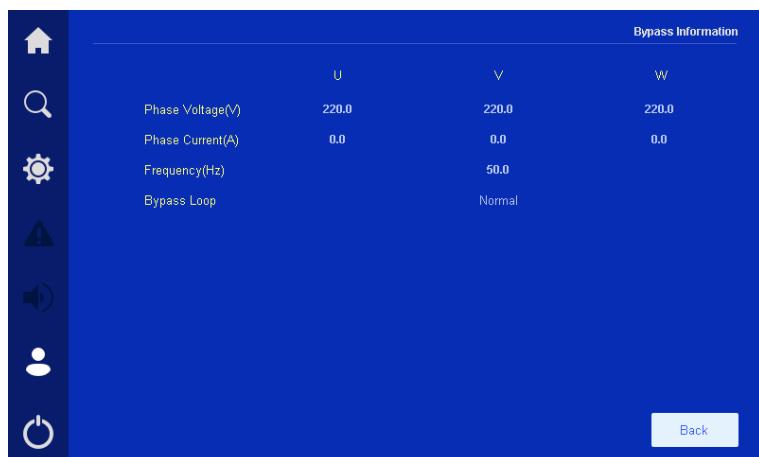 Bypass Information
U V W
Phase Voltage(V) 220.0 220.0 220.0
Phase Current(A) 0.0 0.0 0.0
Frequency(Hz) 50.0
Bypass Loop Normal
Back